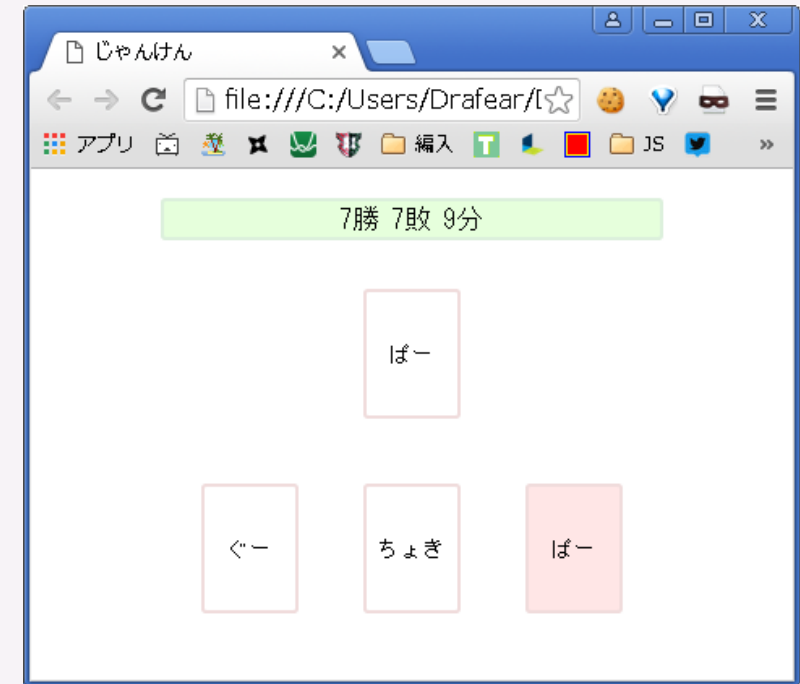 じゃんけん
file:///C:/Users/Drafear/[
アプリ 編入 T JS »
7勝 7敗 9分
ぱー
ぐー ちょき ぱー